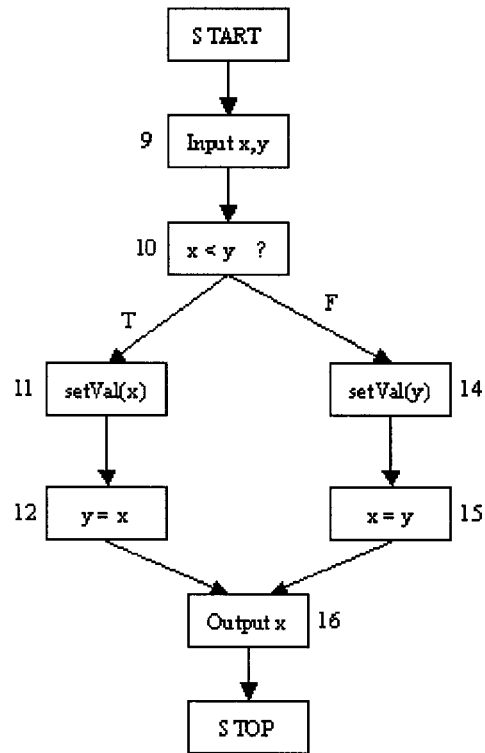 START
9 Input x,y
10 x < y ?
T F
11 setVal(x) setVal(y) 14
12 y = x x = y 15
Output x 16
STOP